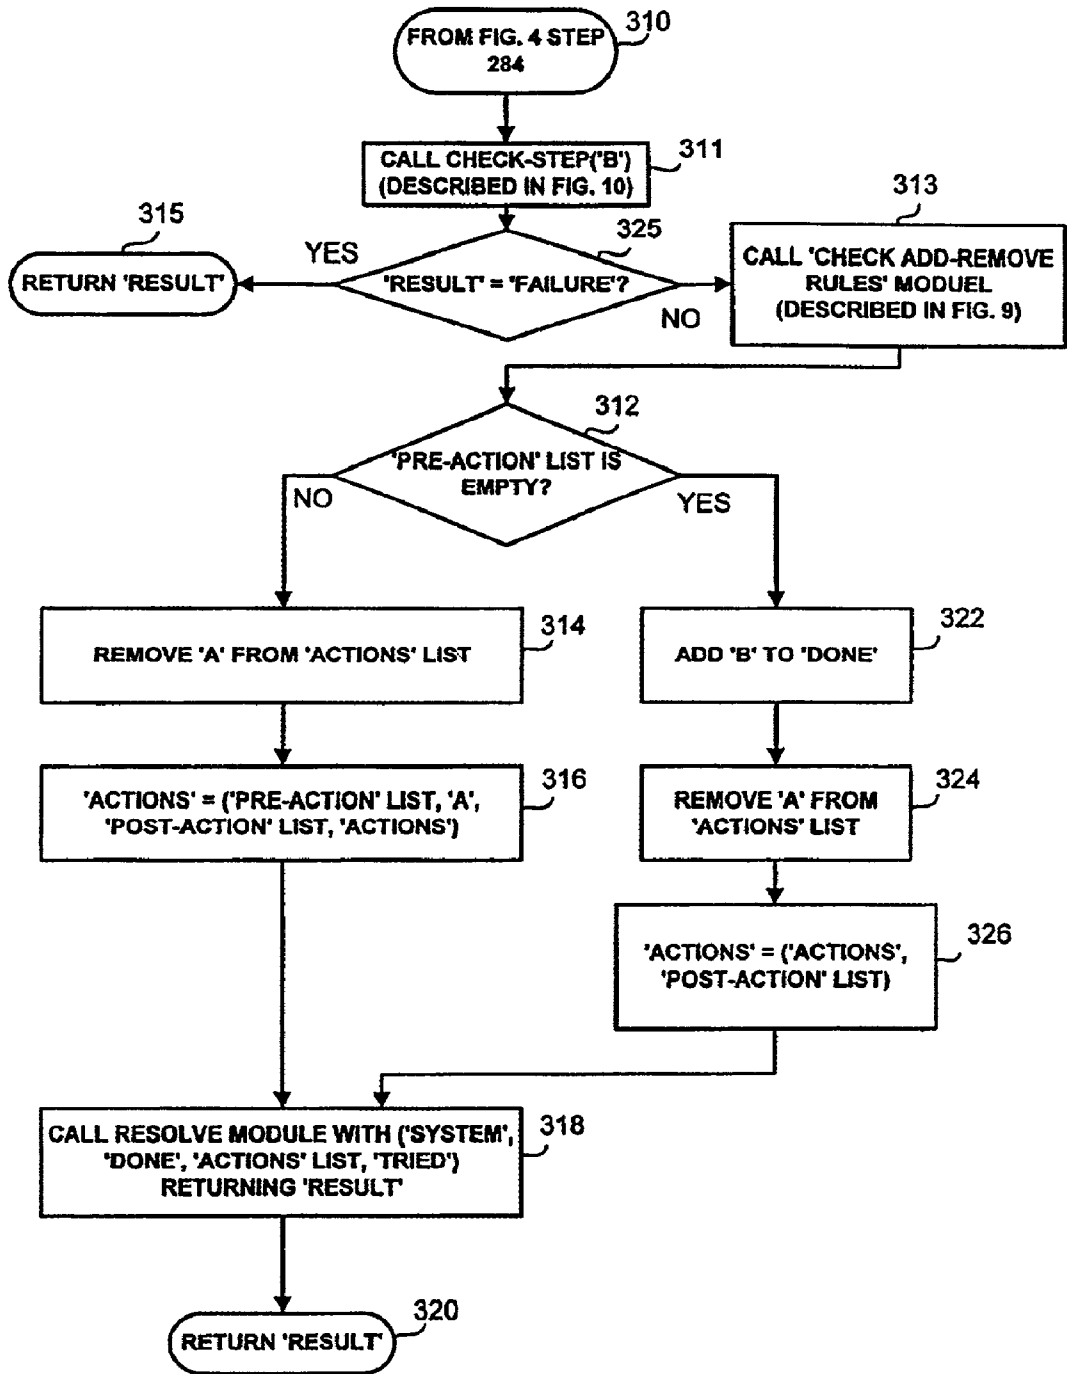 FROM FIG. 4 STEP
284
310
CALL CHECK-STEP('B')
(DESCRIBED IN FIG. 10)
311
315
RETURN 'RESULT'
YES
325
'RESULT' = 'FAILURE'?
NO
313
CALL 'CHECK ADD-REMOVE
RULES' MODUEL
(DESCRIBED IN FIG. 9)
312
'PRE-ACTION' LIST IS
EMPTY?
NO
YES
314
REMOVE 'A' FROM 'ACTIONS' LIST
322
ADD 'B' TO 'DONE'
316
'ACTIONS' = ('PRE-ACTION' LIST, 'A',
'POST-ACTION' LIST, 'ACTIONS')
324
REMOVE 'A' FROM
'ACTIONS' LIST
326
'ACTIONS' = ('ACTIONS',
'POST-ACTION' LIST)
318
CALL RESOLVE MODULE WITH ('SYSTEM',
'DONE', 'ACTIONS' LIST, 'TRIED')
RETURNING 'RESULT'
320
RETURN 'RESULT'